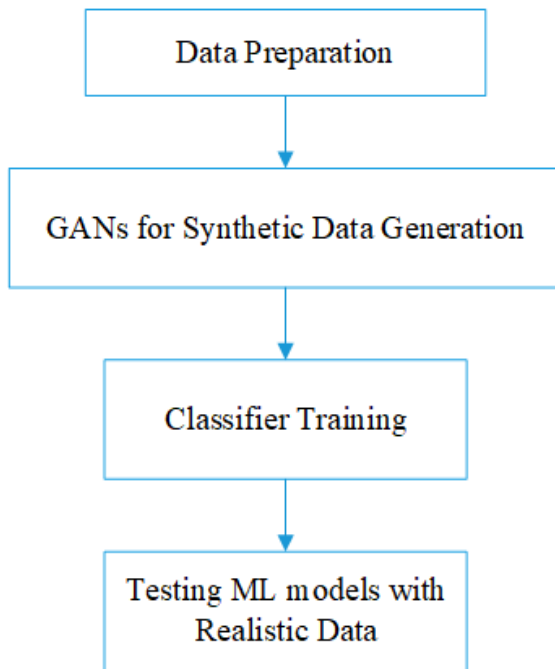 Data Preparation
GANs for Synthetic Data Generation
Classifier Training
Testing ML models with
Realistic Data